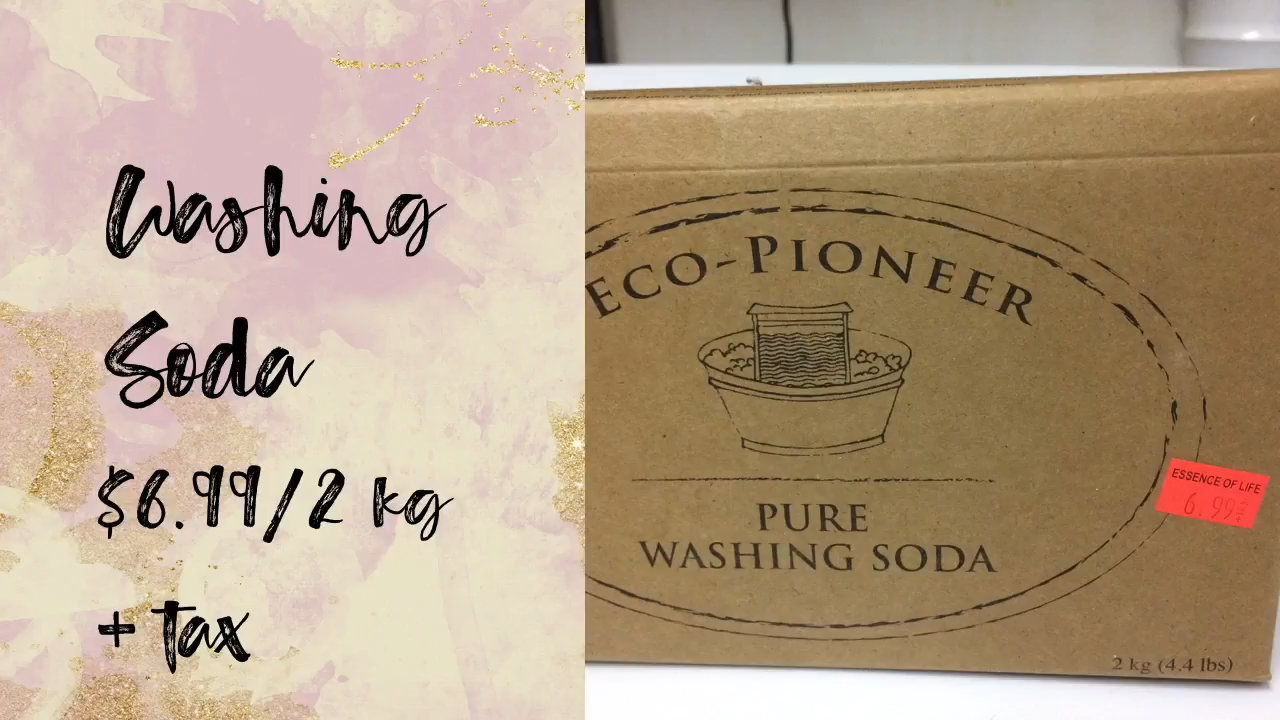 Washing
Soda
$6.99/2 kg
+ Tax
ECO-PIONEER
PURE
WASHING SODA
ESSENCE OF LIFE
6.99
2 kg (4.4 lbs)